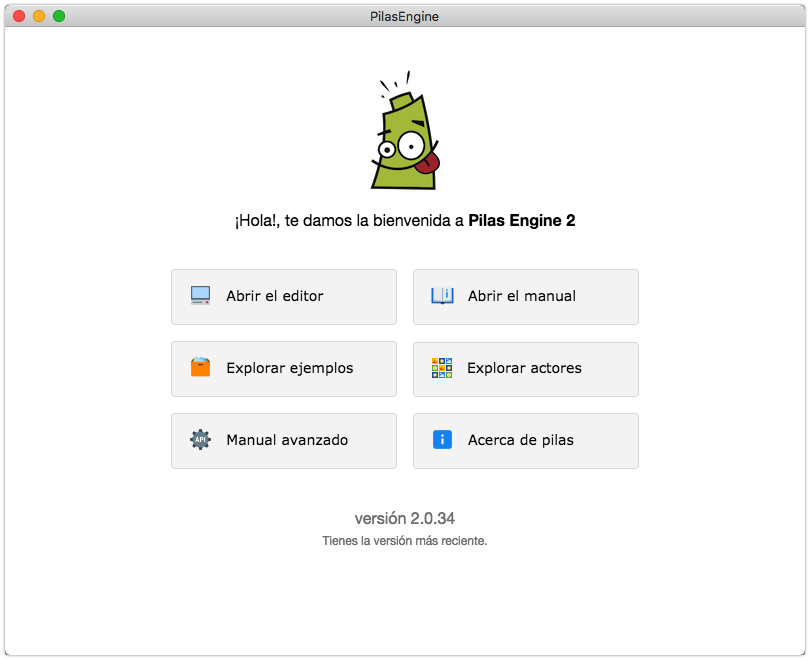 PilasEngine
¡Hola!, te damos la bienvenida a Pilas Engine 2
Abrir el editor
Abrir el manual
Explorar ejemplos
Explorar actores
API
Manual avanzado
Acerca de pilas
versión 2.0.34
Tienes la versión más reciente.